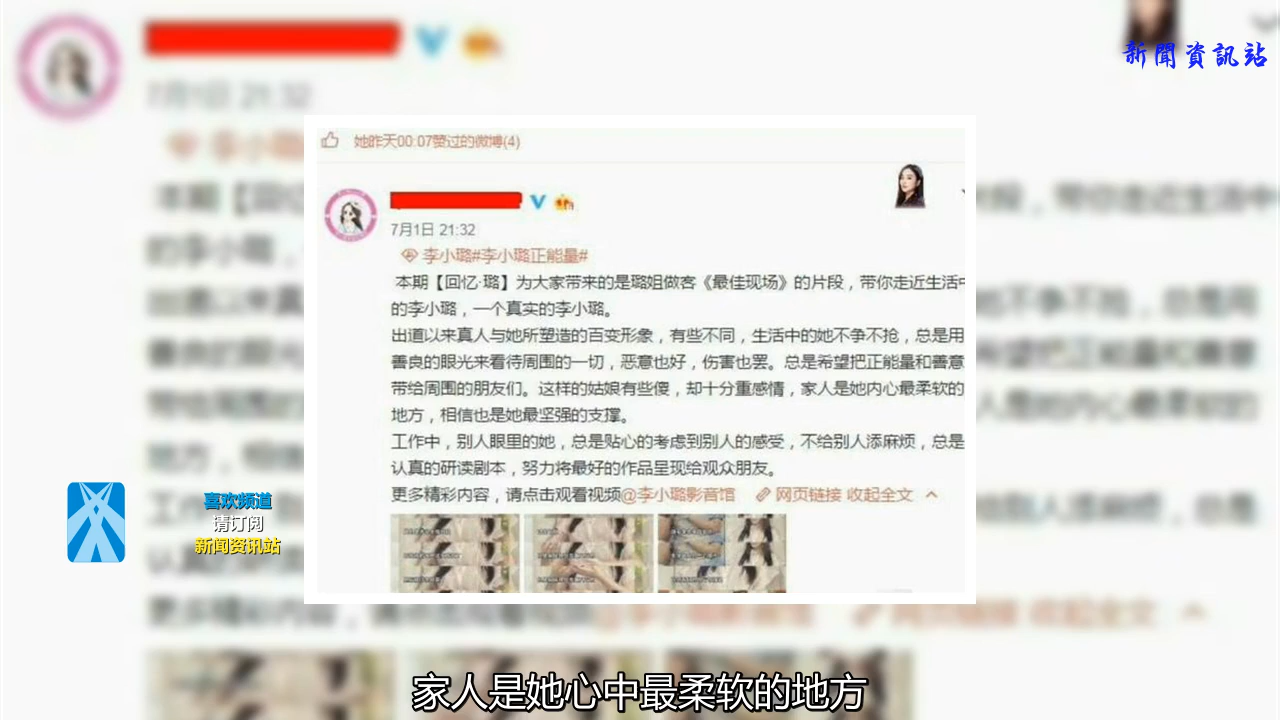 新聞資訊站
她昨天00:07赞过的微博(4)
7月1日 21:32
李小璐#李小璐正能量#
本期【回忆·璐】为大家带来的是璐姐做客《最佳现场》的片段，带你走近生活中
的李小璐，一个真实的李小璐。
出道以来真人与她所塑造的百变形象，有些不同，生活中的她不争不抢，总是用
善良的眼光来看待周围的一切，恶意也好，伤害也罢。总是希望把正能量和善意
带给周围的朋友们。这样的姑娘有些傻，却十分重感情，家人是她内心最柔软的
地方，相信也是她最坚强的支撑。
工作中，别人眼里的她，总是贴心的考虑到别人的感受，不给别人添麻烦，总是
认真的研读剧本，努力将最好的作品呈现给观众朋友。
更多精彩内容，请点击观看视频@李小璐影音馆 网页链接 收起全文
喜欢频道
请订阅
新闻资讯站
家人是她心中最柔软的地方